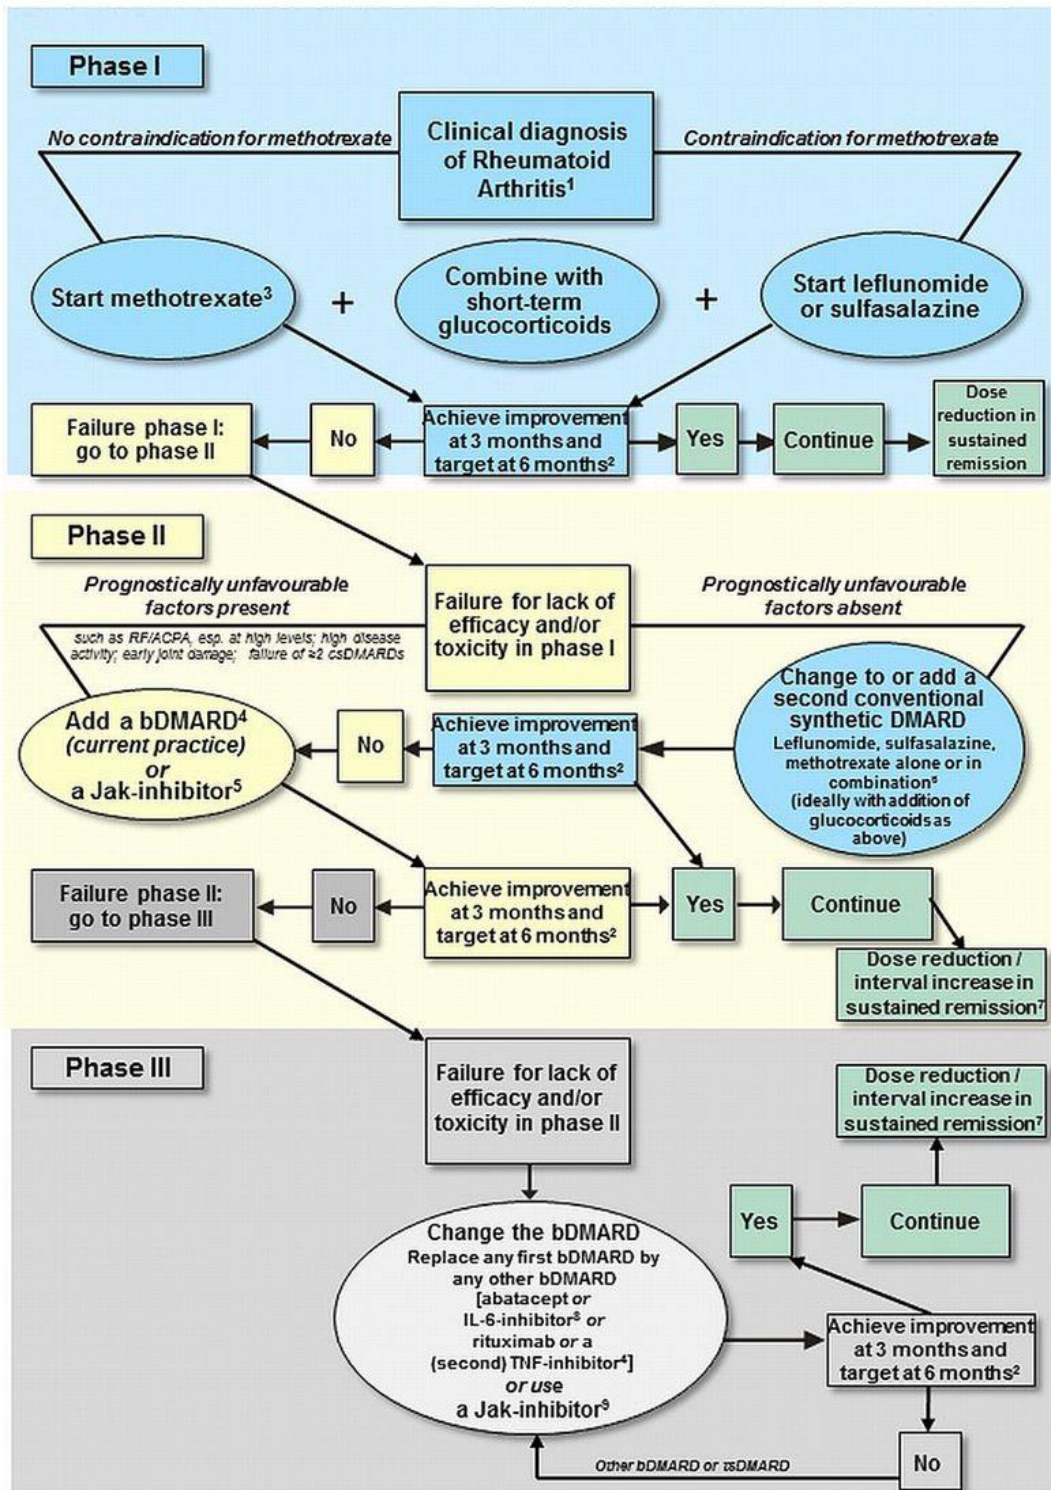 Phase I
No contraindication for methotrexate
Clinical diagnosis
of Rheumatoid
Arthritis¹
Contraindication for methotrexate
Start methotrexate³
+
Combine with
short-term
glucocorticoids
+
Start leflunomide
or sulfasalazine
Failure phase I:
go to phase II
No
Achieve improvement
at 3 months and
target at 6 months²
Yes
Continue
Dose
reduction in
sustained
remission
Phase II
Prognostically unfavourable
factors present
such as RF/ACPA, esp. at high levels; high disease
activity; early joint damage; failure of ≥2 csDMARDs
Failure for lack of
efficacy and/or
toxicity in phase I
Prognostically unfavourable
factors absent
Add a bDMARD⁴
(current practice)
or
a Jak-inhibitor⁵
No
Achieve improvement
at 3 months and
target at 6 months²
Change to or add a
second conventional
synthetic DMARD
Leflunomide, sulfasalazine,
methotrexate alone or in
combination⁶
(ideally with addition of
glucocorticoids as
above)
Failure phase II:
go to phase III
No
Achieve improvement
at 3 months and
target at 6 months²
Yes
Continue
Dose reduction /
interval increase in
sustained remission⁷
Phase III
Failure for lack of
efficacy and/or
toxicity in phase II
Dose reduction /
interval increase in
sustained remission⁷
Yes
Continue
Change the bDMARD
Replace any first bDMARD by
any other bDMARD
[abatacept or
IL-6-inhibitor⁸ or
rituximab or a
(second) TNF-inhibitor⁴]
or use
a Jak-inhibitor⁹
Achieve improvement
at 3 months and
target at 6 months²
No
Other bDMARD or tsDMARD